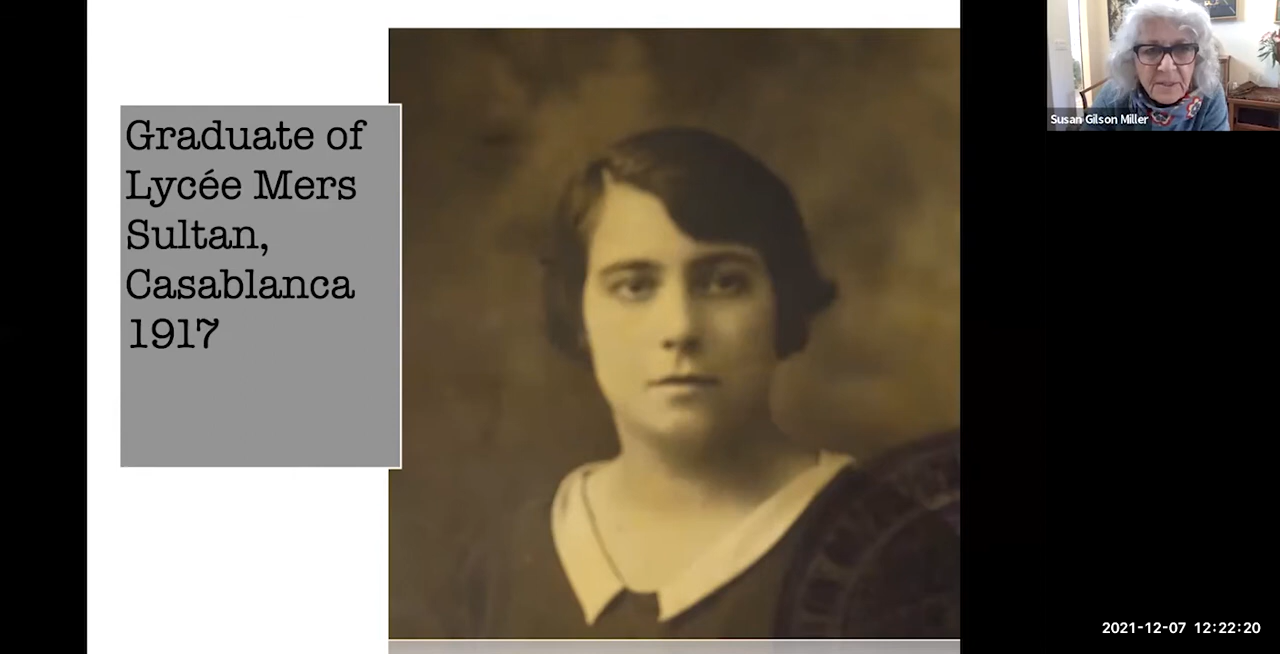 Graduate of
Lycée Mers
Sultan,
Casablanca
1917
Susan Gilson Miller
2021-12-07 12:22:20